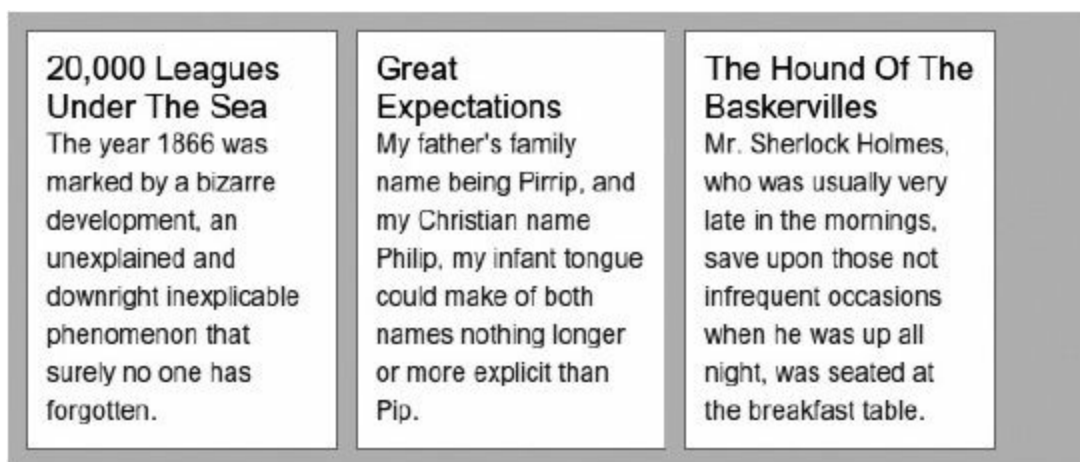 20,000 Leagues
Under The Sea
The year 1866 was
marked by a bizarre
development, an
unexplained and
downright inexplicable
phenomenon that
surely no one has
forgotten.
Great
Expectations
My father's family
name being Pirrip, and
my Christian name
Philip, my infant tongue
could make of both
names nothing longer
or more explicit than
Pip.
The Hound Of The
Baskervilles
Mr. Sherlock Holmes,
who was usually very
late in the mornings,
save upon those not
infrequent occasions
when he was up all
night, was seated at
the breakfast table.